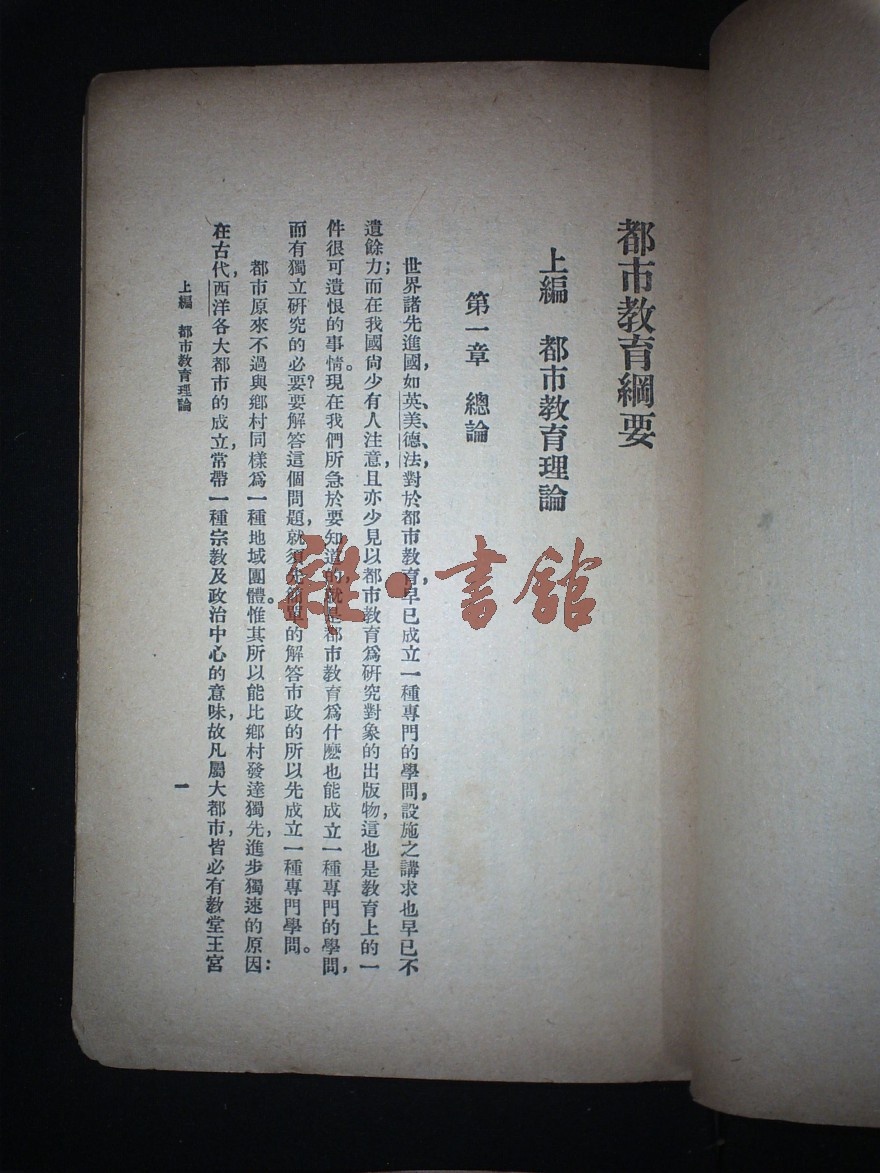 都市教育綱要
上編　都市教育理論
第一章　總論
世界諸先進國，如英、美、德、法，對於都市教育，早已成立一種專門的學問，設施之講求也早已不
遺餘力；而在我國尙少有人注意，且亦少見以都市教育爲硏究對象的出版物，這也是教育上的一
件很可遺恨的事情。現在我們所急於要知道的，就是都市教育爲什麽也能成立一種專門的學問，
而有獨立硏究的必要？要解答這個問題，就須先簡單的解答市政的所以先成立一種專門學問。
都市原來不過與鄕村同樣爲一種地域團體。惟其所以能比鄕村發達獨先，進步獨速的原因：
在古代，西洋各大都市的成立，常帶一種宗教及政治中心的意味，故凡屬大都市，皆必有教堂王宮
上編　都市教育理論
一
雜·書館